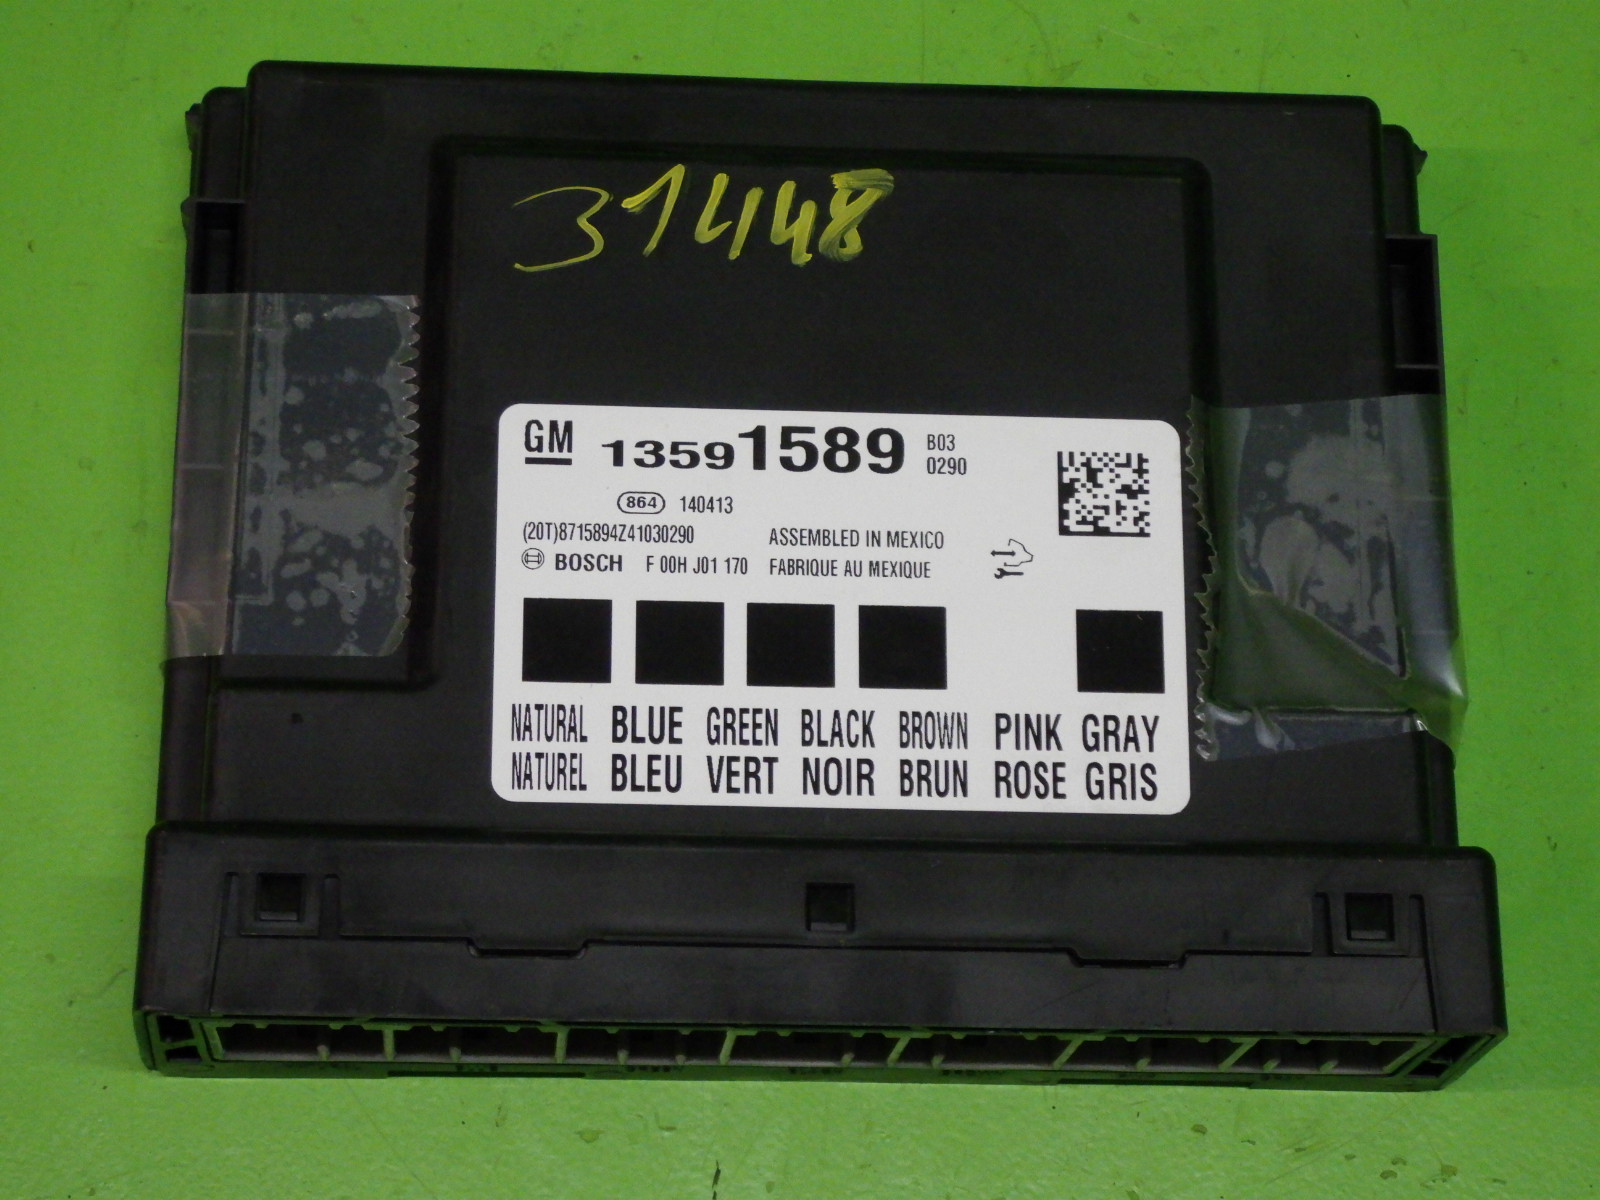 31448
GM 13591589 B03
0290
864 140413
(20T)8715894Z41030290 ASSEMBLED IN MEXICO
BOSCH F 00H J01 170 FABRIQUE AU MEXIQUE
NATURAL BLUE GREEN BLACK BROWN PINK GRAY
NATUREL BLEU VERT NOIR BRUN ROSE GRIS